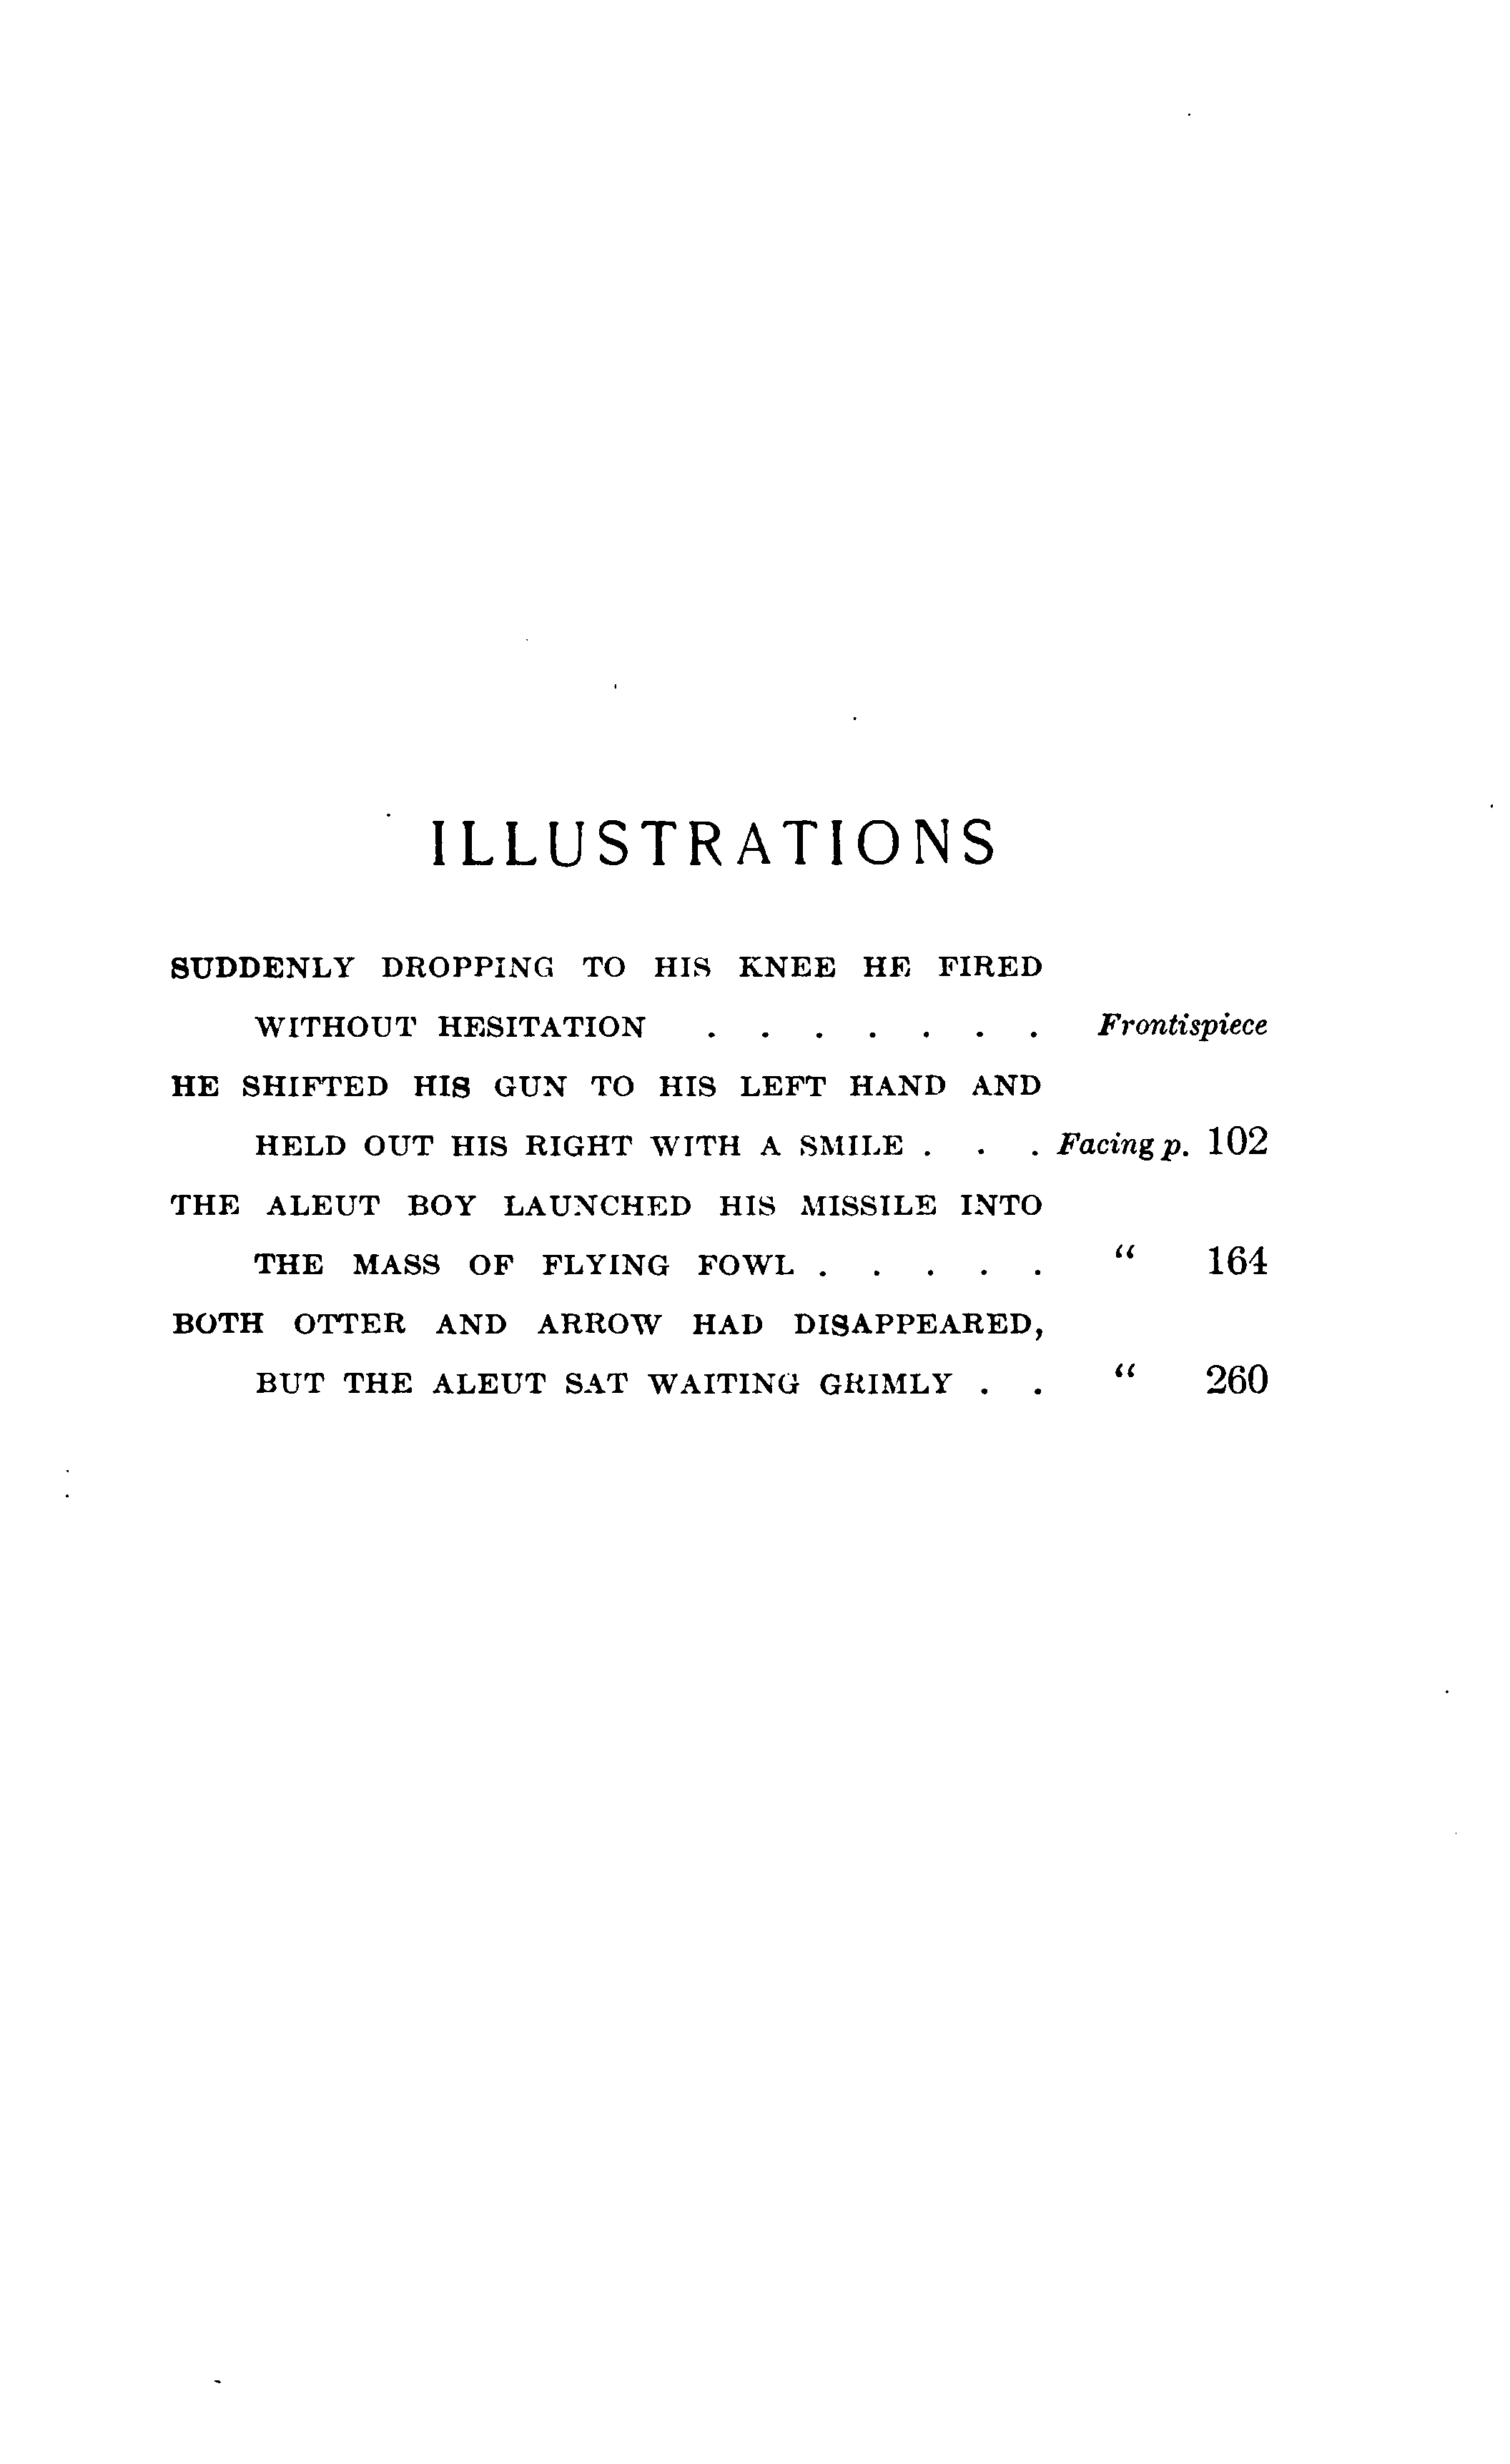 ILLUSTRATIONS
SUDDENLY DROPPING TO HIS KNEE HE FIRED
WITHOUT HESITATION . . . . . . . Frontispiece
HE SHIFTED HIS GUN TO HIS LEFT HAND AND
HELD OUT HIS RIGHT WITH A SMILE . . . Facing p. 102
THE ALEUT BOY LAUNCHED HIS MISSILE INTO
THE MASS OF FLYING FOWL . . . . . “ 164
BOTH OTTER AND ARROW HAD DISAPPEARED,
BUT THE ALEUT SAT WAITING GRIMLY . . “ 260